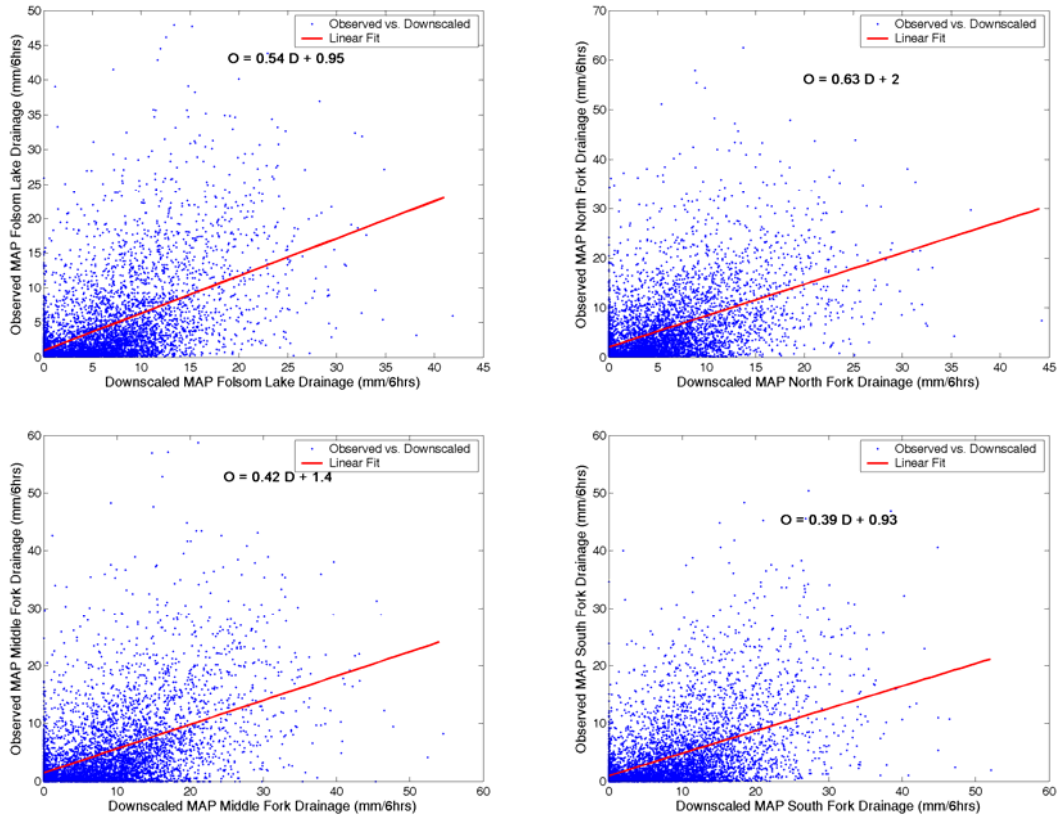 50
45
40
35
30
25
20
15
10
5
0
Observed MAP Folsom Lake Drainage (mm/6hrs)
Observed vs. Downscaled
Linear Fit
O = 0.54 D + 0.95
0 5 10 15 20 25 30 35 40 45
Downscaled MAP Folsom Lake Drainage (mm/6hrs)
70
60
50
40
30
20
10
0
Observed MAP North Fork Drainage (mm/6hrs)
Observed vs. Downscaled
Linear Fit
O = 0.63 D + 2
0 5 10 15 20 25 30 35 40 45
Downscaled MAP North Fork Drainage (mm/6hrs)
60
50
40
30
20
10
0
Observed MAP Middle Fork Drainage (mm/6hrs)
Observed vs. Downscaled
Linear Fit
O = 0.42 D + 1.4
0 10 20 30 40 50 60
Downscaled MAP Middle Fork Drainage (mm/6hrs)
60
50
40
30
20
10
0
Observed MAP South Fork Drainage (mm/6hrs)
Observed vs. Downscaled
Linear Fit
O = 0.39 D + 0.93
0 10 20 30 40 50 60
Downscaled MAP South Fork Drainage (mm/6hrs)